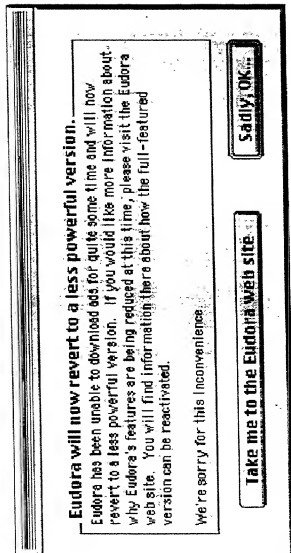 Eudora will now revert to a less powerful version.
Eudora has been unable to download ads for quite some time and will now
revert to a less powerful version. If you would like more information about
why Eudora's features are being reduced at this time, please visit the Eudora
web site. You will find information there about how the full-featured
version can be reactivated.
We're sorry for this inconvenience.
Take me to the Eudora web site
Sadly, OK...